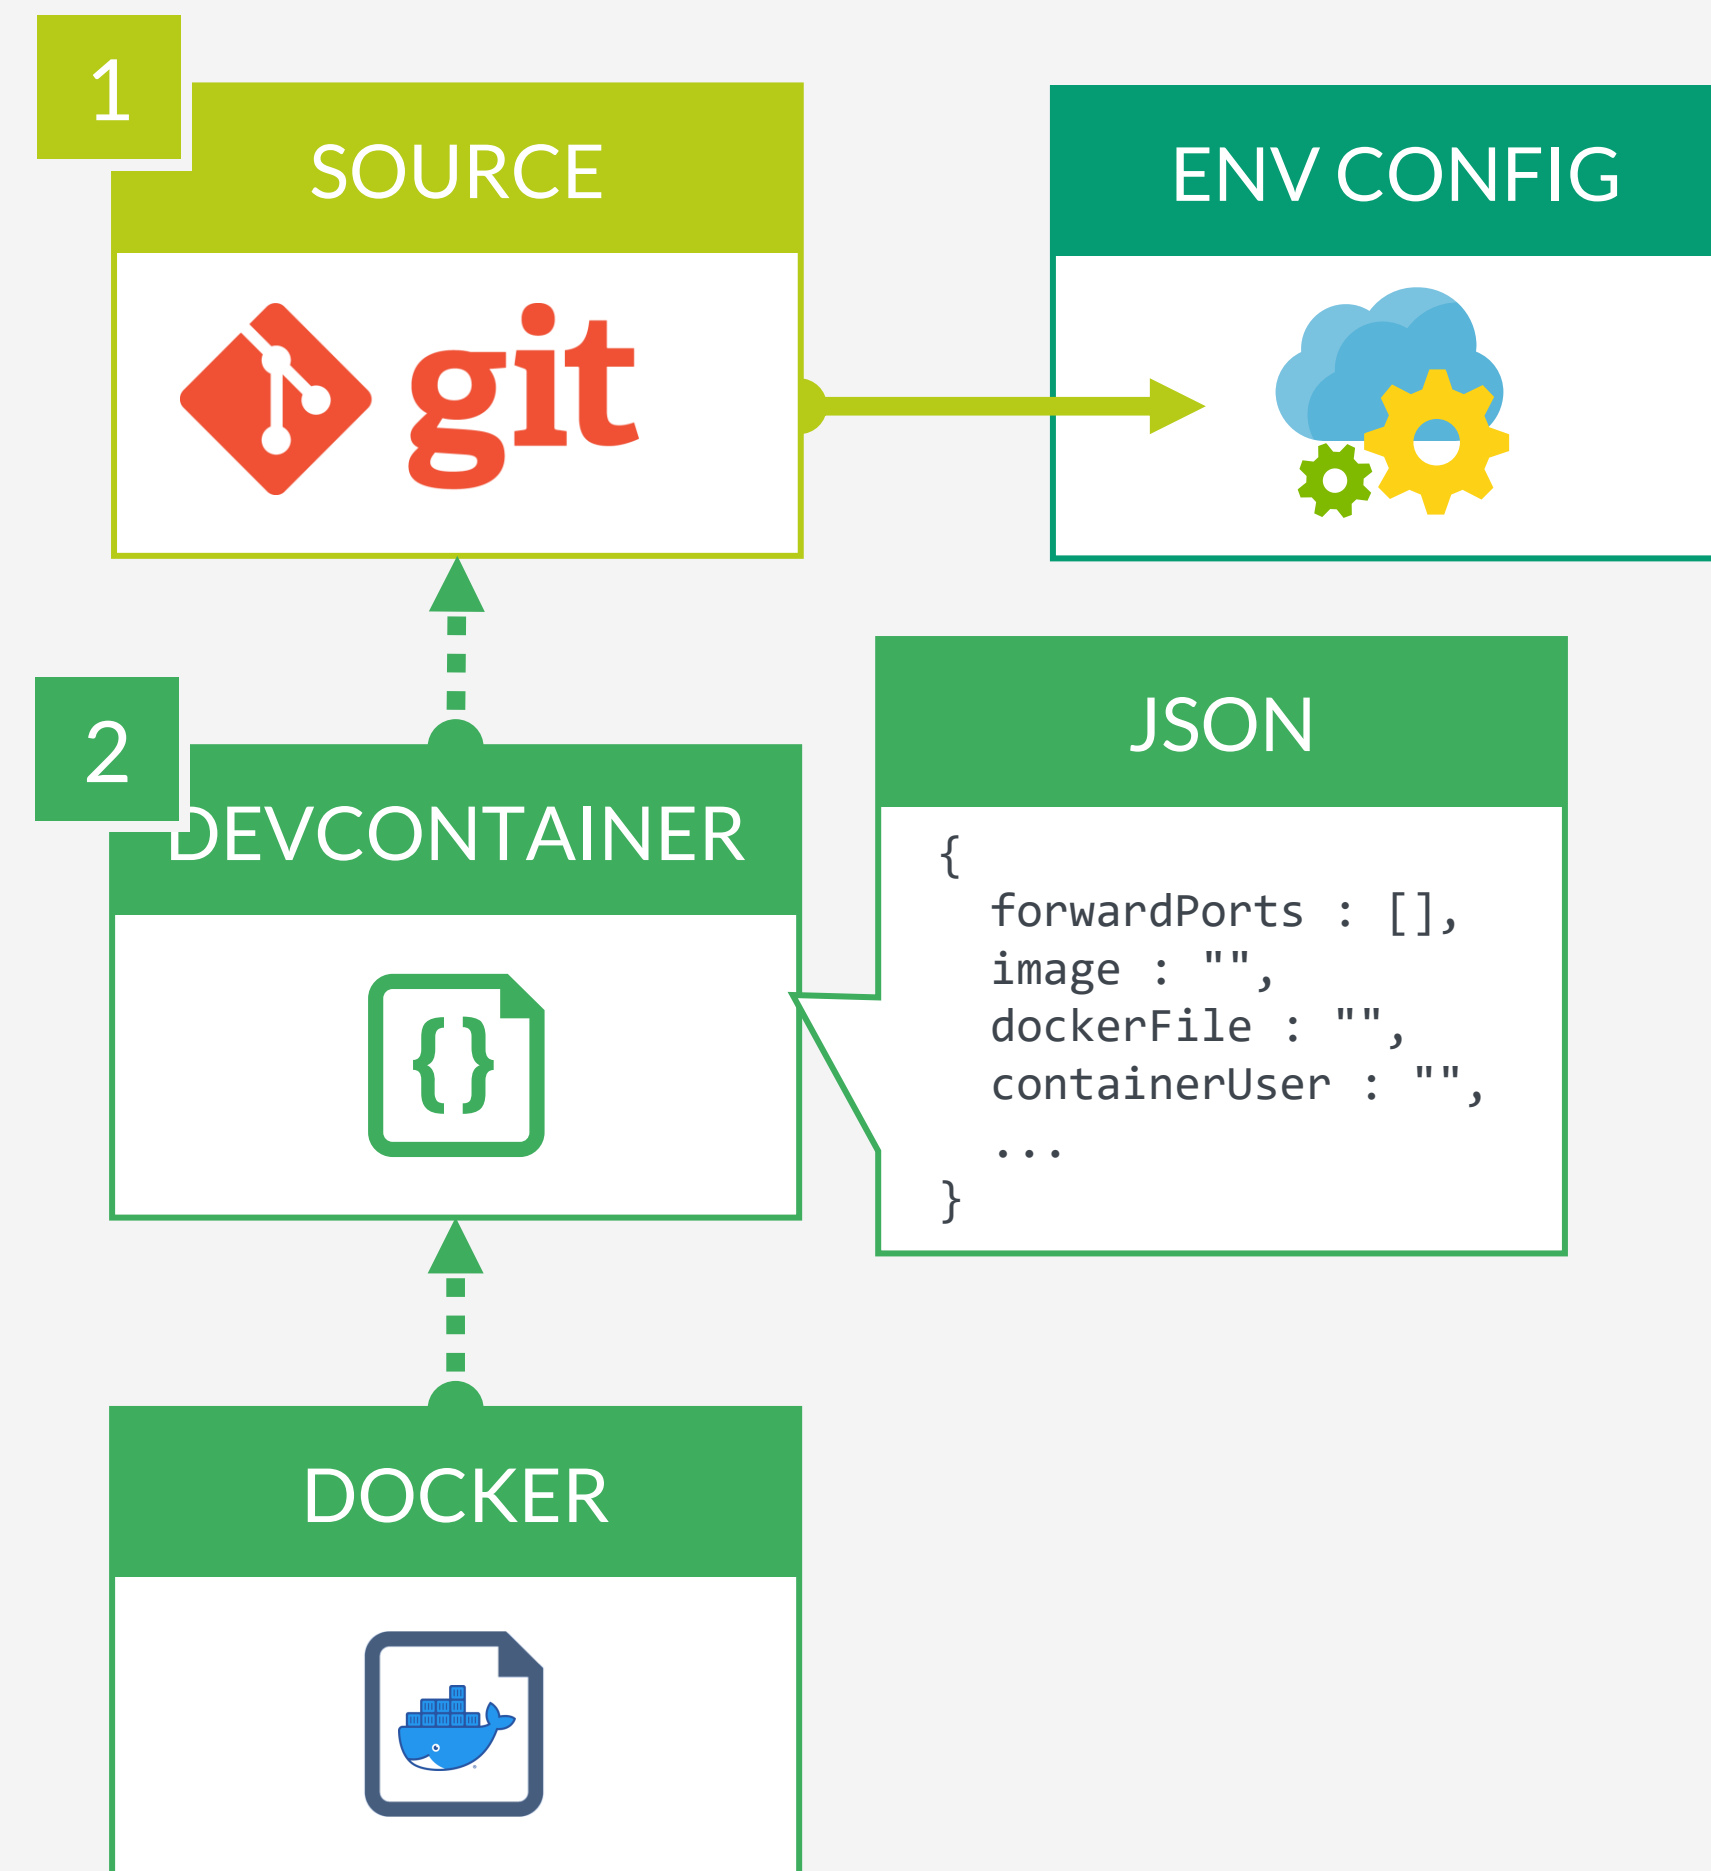 1
SOURCE
git
ENV CONFIG
2
DEVCONTAINER
JSON
{
forwardPorts : [],
image : "",
dockerFile : "",
containerUser : "",
...
}
{}
DOCKER